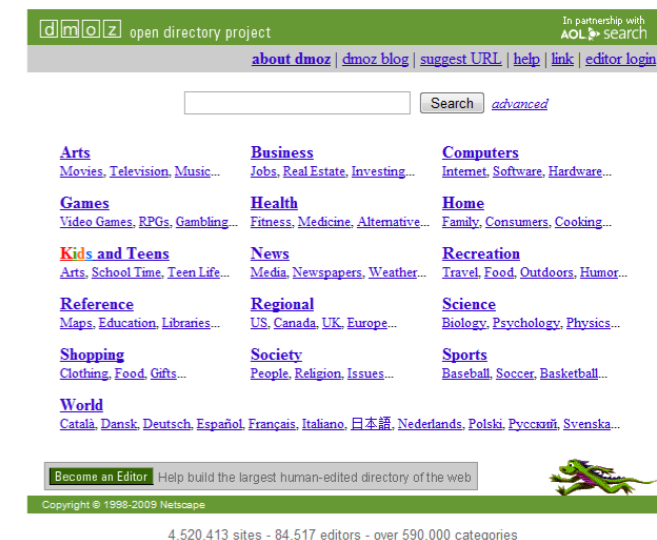 dmoz open directory project
In partnership with
AOL search
about dmoz | dmoz blog | suggest URL | help | link | editor login
Search advanced
Arts Business Computers
Movies, Television, Music... Jobs, Real Estate, Investing... Internet, Software, Hardware...
Games Health Home
Video Games, RPGs, Gambling... Fitness, Medicine, Alternative... Family, Consumers, Cooking...
Kids and Teens News Recreation
Arts, School Time, Teen Life... Media, Newspapers, Weather... Travel, Food, Outdoors, Humor...
Reference Regional Science
Maps, Education, Libraries... US, Canada, UK, Europe... Biology, Psychology, Physics...
Shopping Society Sports
Clothing, Food, Gifts... People, Religion, Issues... Baseball, Soccer, Basketball...
World
Català, Dansk, Deutsch, Español, Français, Italiano, 日本語, Nederlands, Polski, Русский, Svenska...
Become an Editor Help build the largest human-edited directory of the web
Copyright © 1998-2009 Netscape
4,520,413 sites - 84,517 editors - over 590,000 categories